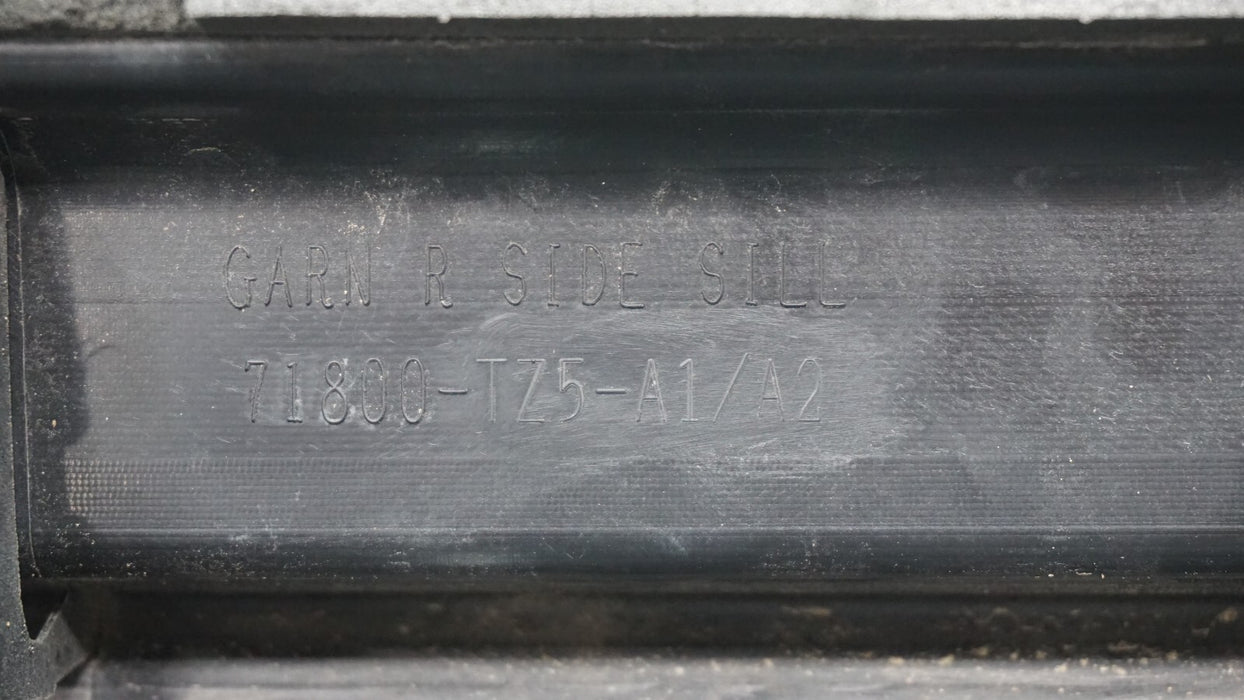 GARN R SIDE SILL
71800-TZ5-A1/A2